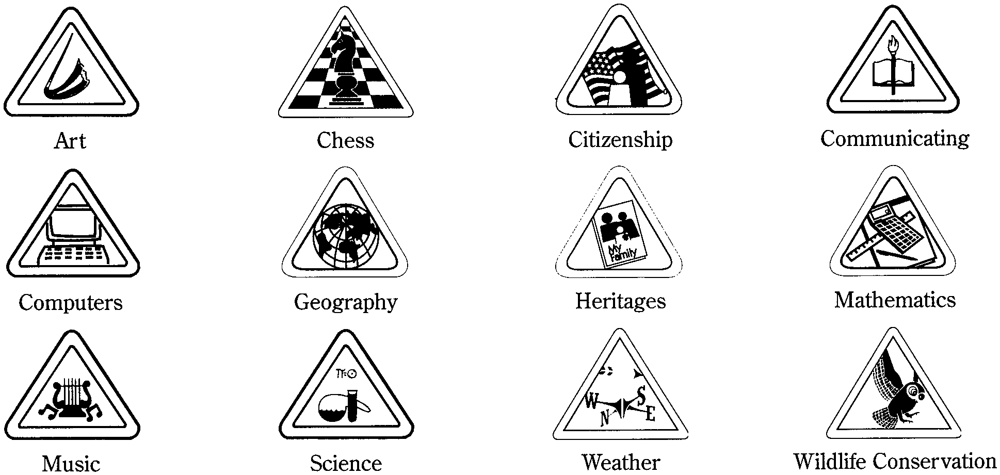 Art
Chess
Citizenship
Communicating
My
Family
Computers
Geography
Heritages
Mathematics
W
S
N
E
Music
Science
Weather
Wildlife Conservation